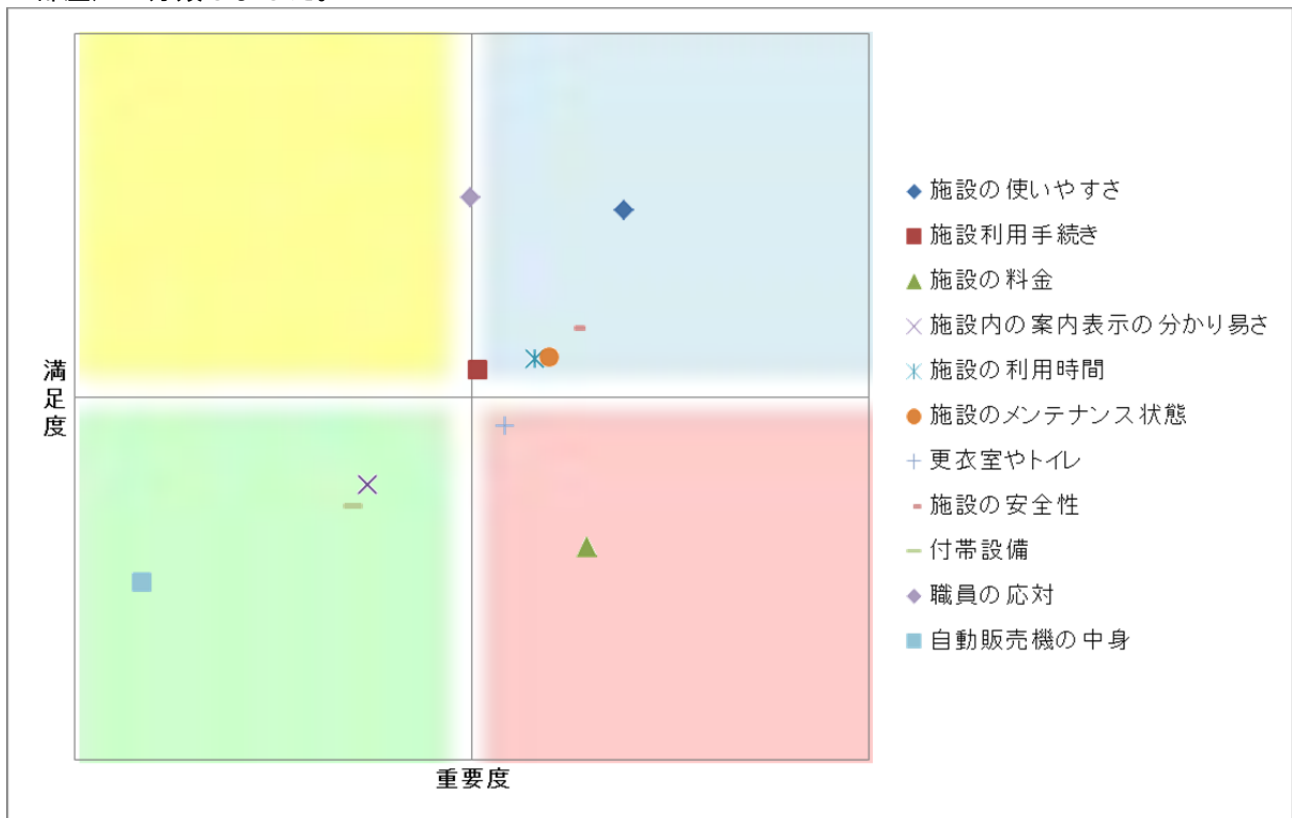 満足度
重要度
施設の使いやすさ
施設利用手続き
施設の料金
施設内の案内表示の分かり易さ
施設の利用時間
施設のメンテナンス状態
更衣室やトイレ
施設の安全性
付帯設備
職員の応対
自動販売機の中身